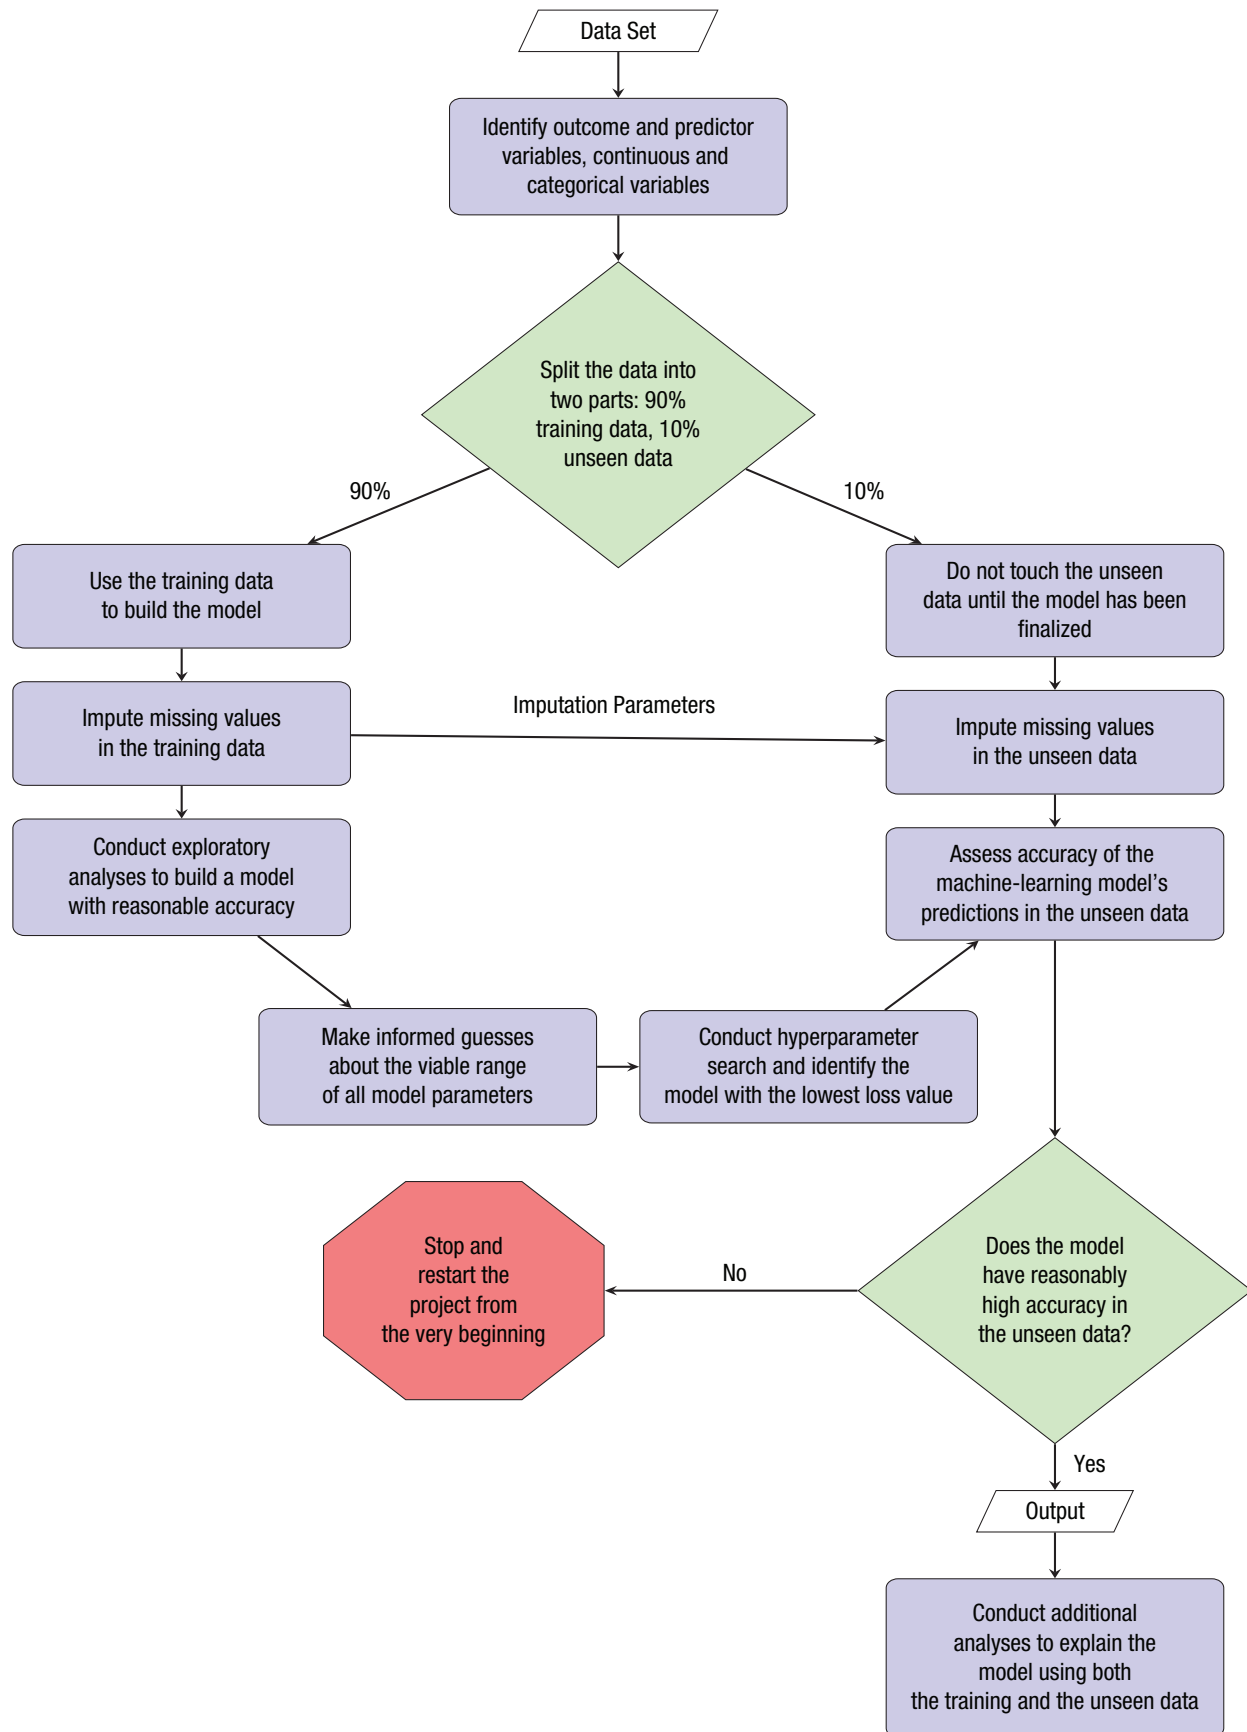 Data Set
Identify outcome and predictor
variables, continuous and
categorical variables
Split the data into
two parts: 90%
training data, 10%
unseen data
90%
10%
Use the training data
to build the model
Do not touch the unseen
data until the model has been
finalized
Impute missing values
in the training data
Imputation Parameters
Impute missing values
in the unseen data
Conduct exploratory
analyses to build a model
with reasonable accuracy
Assess accuracy of the
machine-learning model’s
predictions in the unseen data
Make informed guesses
about the viable range
of all model parameters
Conduct hyperparameter
search and identify the
model with the lowest loss value
Stop and
restart the
project from
the very beginning
No
Does the model
have reasonably
high accuracy in
the unseen data?
Yes
Output
Conduct additional
analyses to explain the
model using both
the training and the unseen data